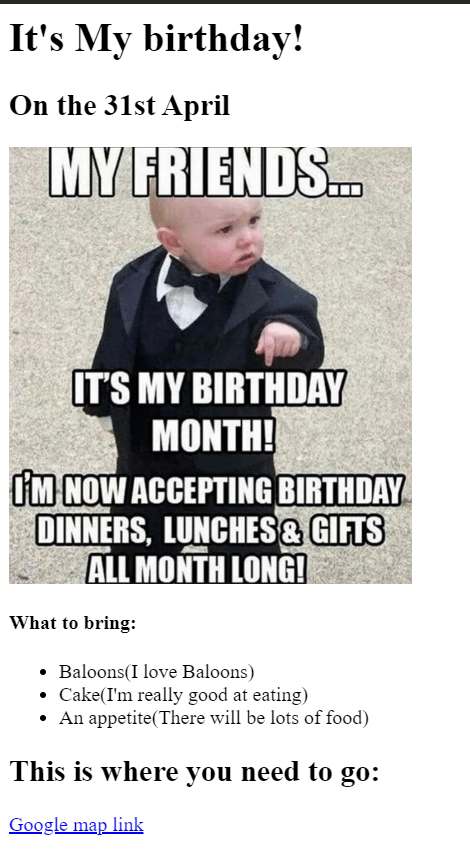 It's My birthday!
On the 31st April
MY FRIENDS...
IT'S MY BIRTHDAY
MONTH!
I'M NOW ACCEPTING BIRTHDAY
DINNERS, LUNCHES & GIFTS
ALL MONTH LONG!
What to bring:
Baloons(I love Baloons)
Cake(I'm really good at eating)
An appetite(There will be lots of food)
This is where you need to go:
Google map link